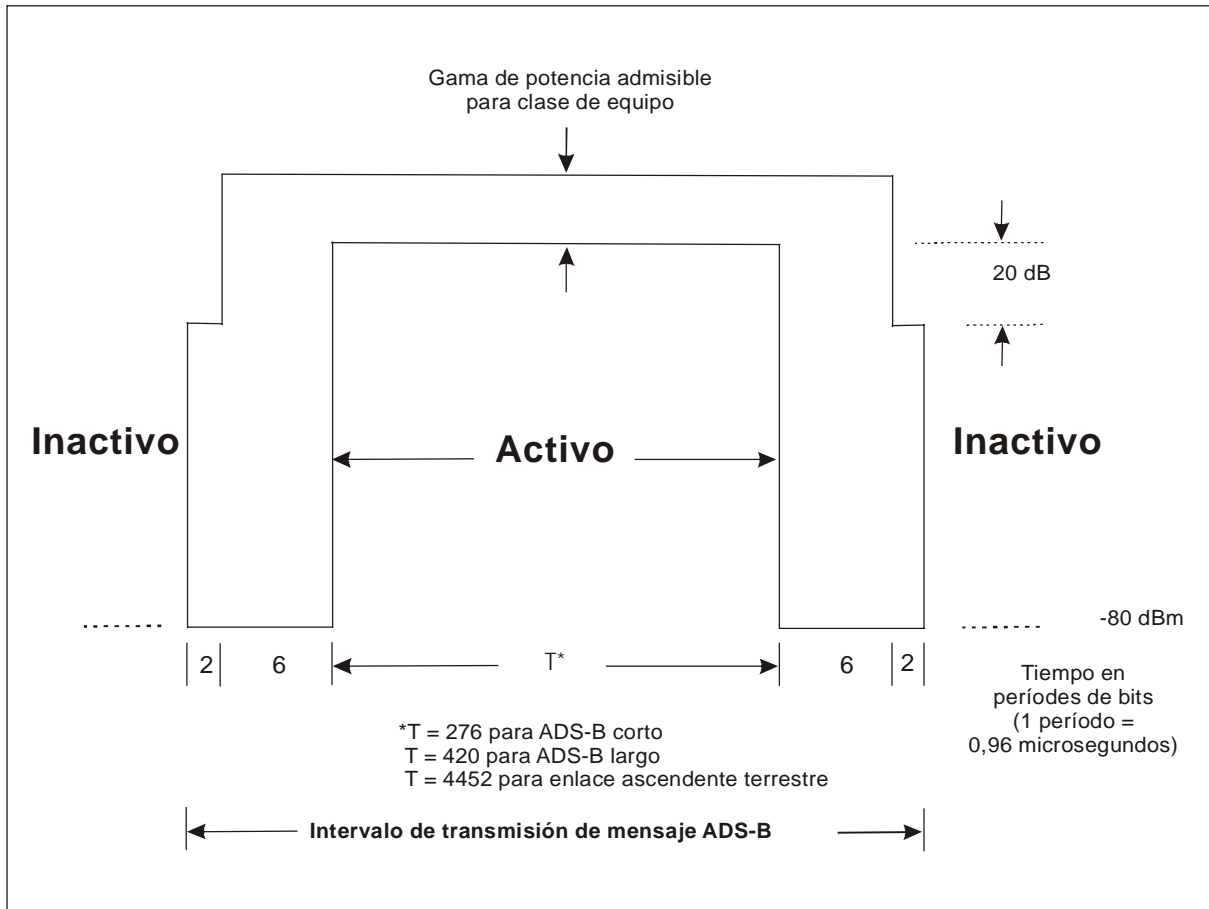 Gama de potencia admisible
para clase de equipo
20 dB
Inactivo
Activo
Inactivo
-80 dBm
2
6
T*
6
2
Tiempo en
períodes de bits
(1 período =
0,96 microsegundos)
*T = 276 para ADS-B corto
T = 420 para ADS-B largo
T = 4452 para enlace ascendente terrestre
Intervalo de transmisión de mensaje ADS-B